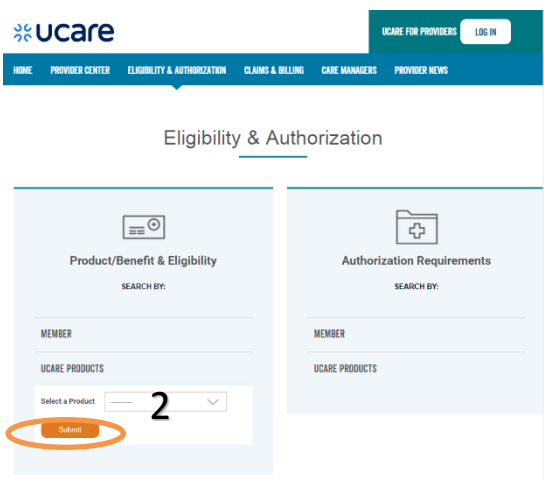 ucare
UCARE FOR PROVIDERS LOG IN
HOME PROVIDER CENTER ELIGIBILITY & AUTHORIZATION CLAIMS & BILLING CARE MANAGERS PROVIDER NEWS
Eligibility & Authorization
Product/Benefit & Eligibility
SEARCH BY:
MEMBER
UCARE PRODUCTS
Select a Product -------- 2
Submit
Authorization Requirements
SEARCH BY:
MEMBER
UCARE PRODUCTS